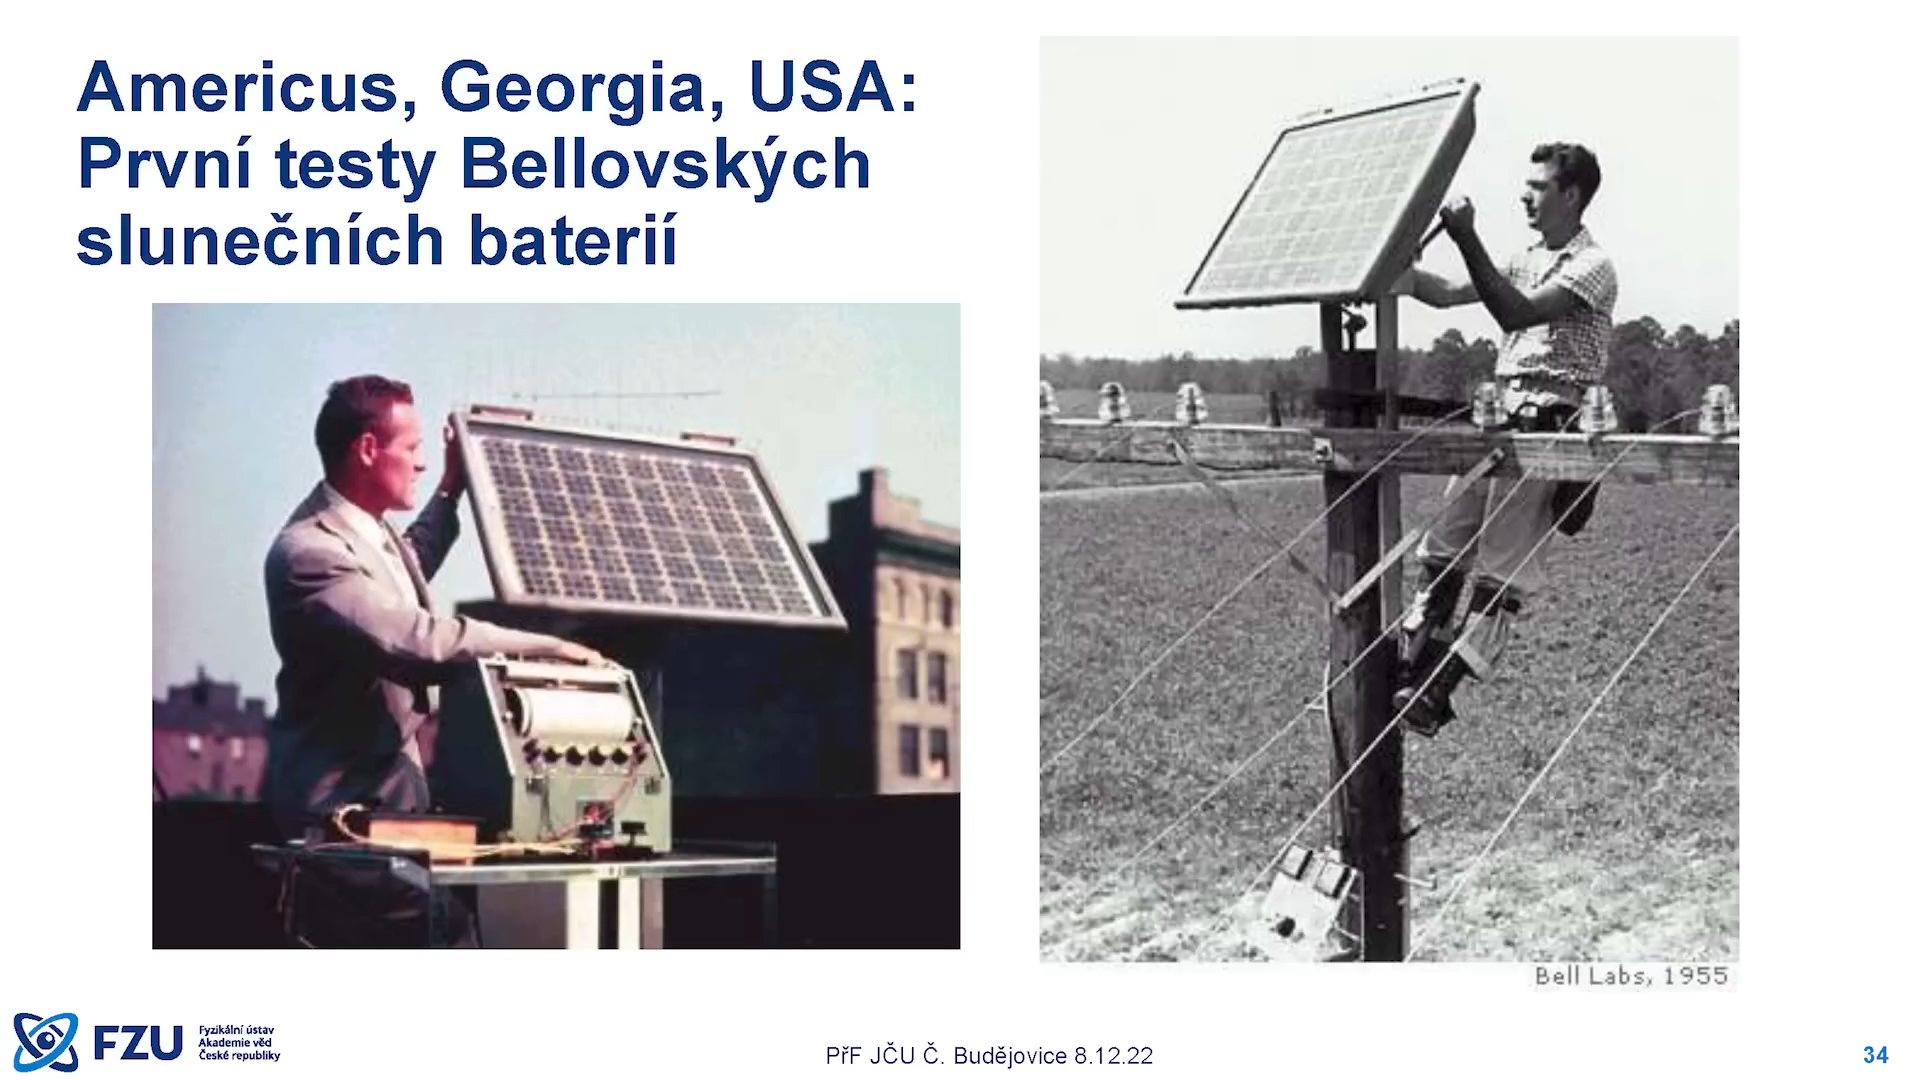 Americus, Georgia, USA:
První testy Bellovských
slunečních baterií
Bell Labs, 1955
FZU
Fyzikální ústav
Akademie věd
České republiky
PřF JČU Č. Budějovice 8.12.22
34